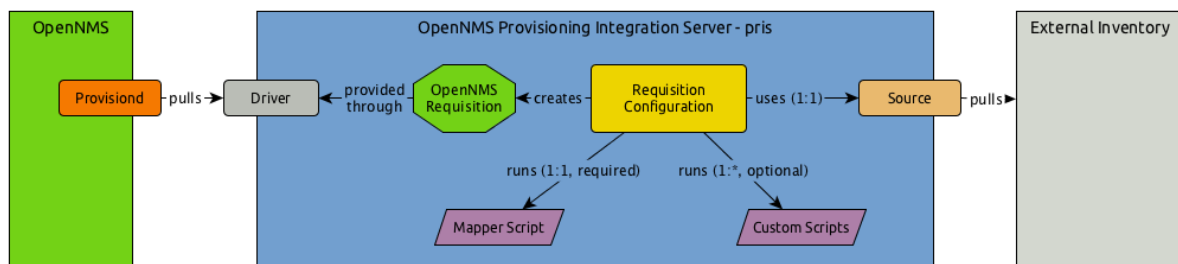 OpenNMS
OpenNMS Provisioning Integration Server - pris
External Inventory
Provisiond
pulls
Driver
provided
through
OpenNMS
Requisition
creates
Requisition
Configuration
uses (1:1)
Source
pulls
runs (1:1, required)
runs (1:*, optional)
Mapper Script
Custom Scripts